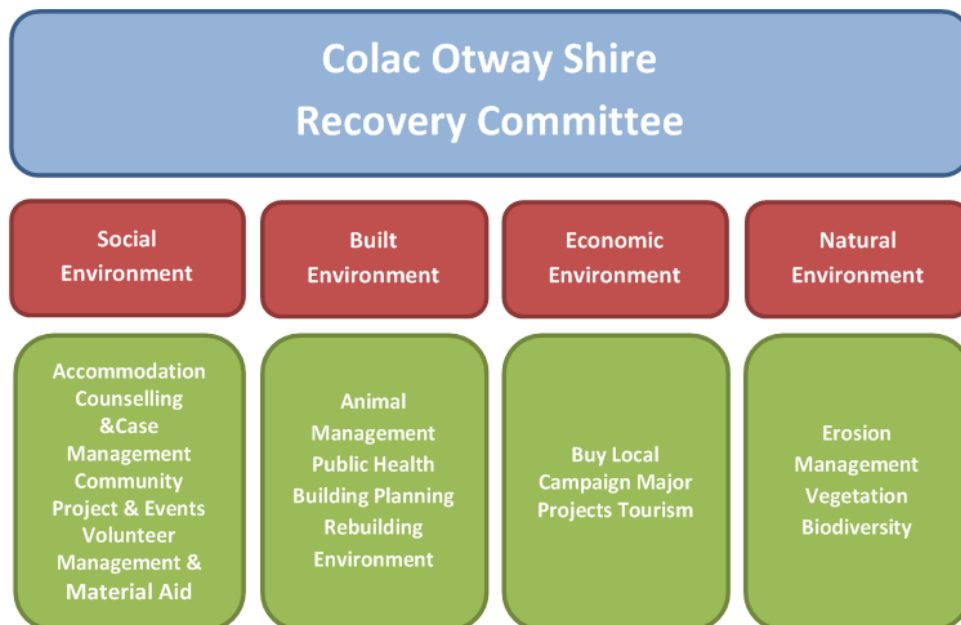 Colac Otway Shire
Recovery Committee
Social
Environment
Built
Environment
Economic
Environment
Natural
Environment
Accommodation
Counselling
&Case
Management
Community
Project & Events
Volunteer
Management &
Material Aid
Animal
Management
Public Health
Building Planning
Rebuilding
Environment
Buy Local
Campaign Major
Projects Tourism
Erosion
Management
Vegetation
Biodiversity